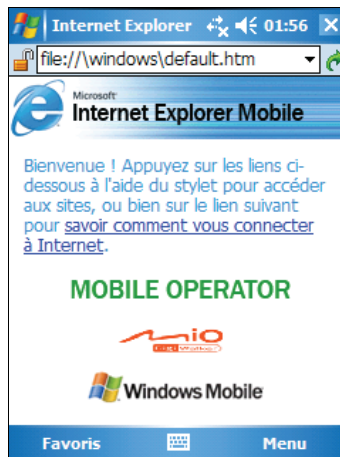 Internet Explorer 01:56
file://\windows\default.htm
Microsoft
Internet Explorer Mobile
Bienvenue ! Appuyez sur les liens ci-
dessous à l'aide du stylet pour accéder
aux sites, ou bien sur le lien suivant
pour savoir comment vous connecter
à Internet.
MOBILE OPERATOR
Mio
Windows Mobile
Favoris Menu